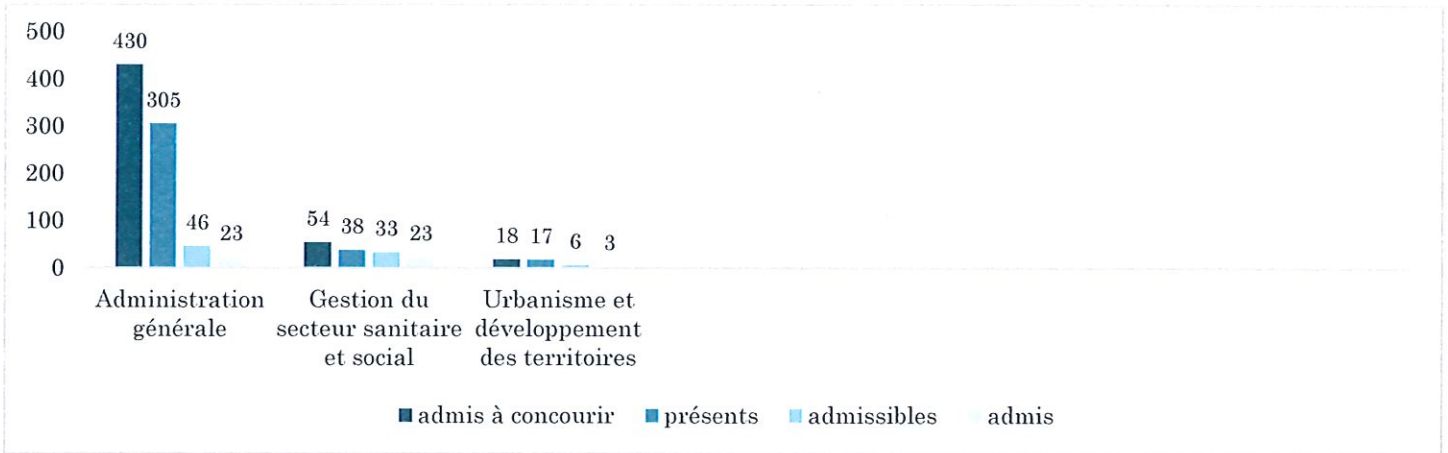 500
400
300
200
100
0
430
305
46
23
54
38
33
23
18
17
6
3
Administration
générale
Gestion du
secteur sanitaire
et social
Urbanisme et
développement
des territoires
admis à concourir
présents
admissibles
admis